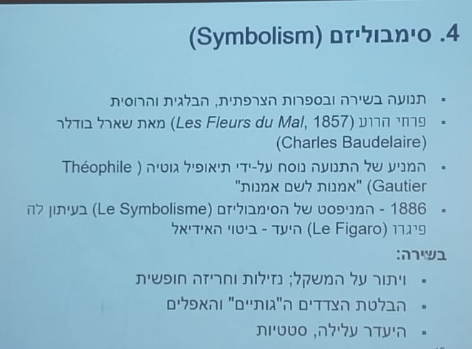 4. סימבוליזם (Symbolism)
תנועה בשירה ובספרות הצרפתית, הבלגית והרוסית
פרחי הרוע (Les Fleurs du Mal, 1857) מאת שארל בודלר
(Charles Baudelaire)
המניע של התנועה נוסח על-ידי תיאופיל גוטיה ( Théophile
Gautier) "אמנות לשם אמנות"
1886 - המניפסט של הסימבוליזם (Le Symbolisme) בעיתון לה
פיגרו (Le Figaro) היעד - ביטוי האידיאל
בשירה:
ויתור על המשקל; נזילות וחריזה חופשית
הבלטת הצדדים ה"גותיים" והאפלים
היעדר עלילה, סטטיות